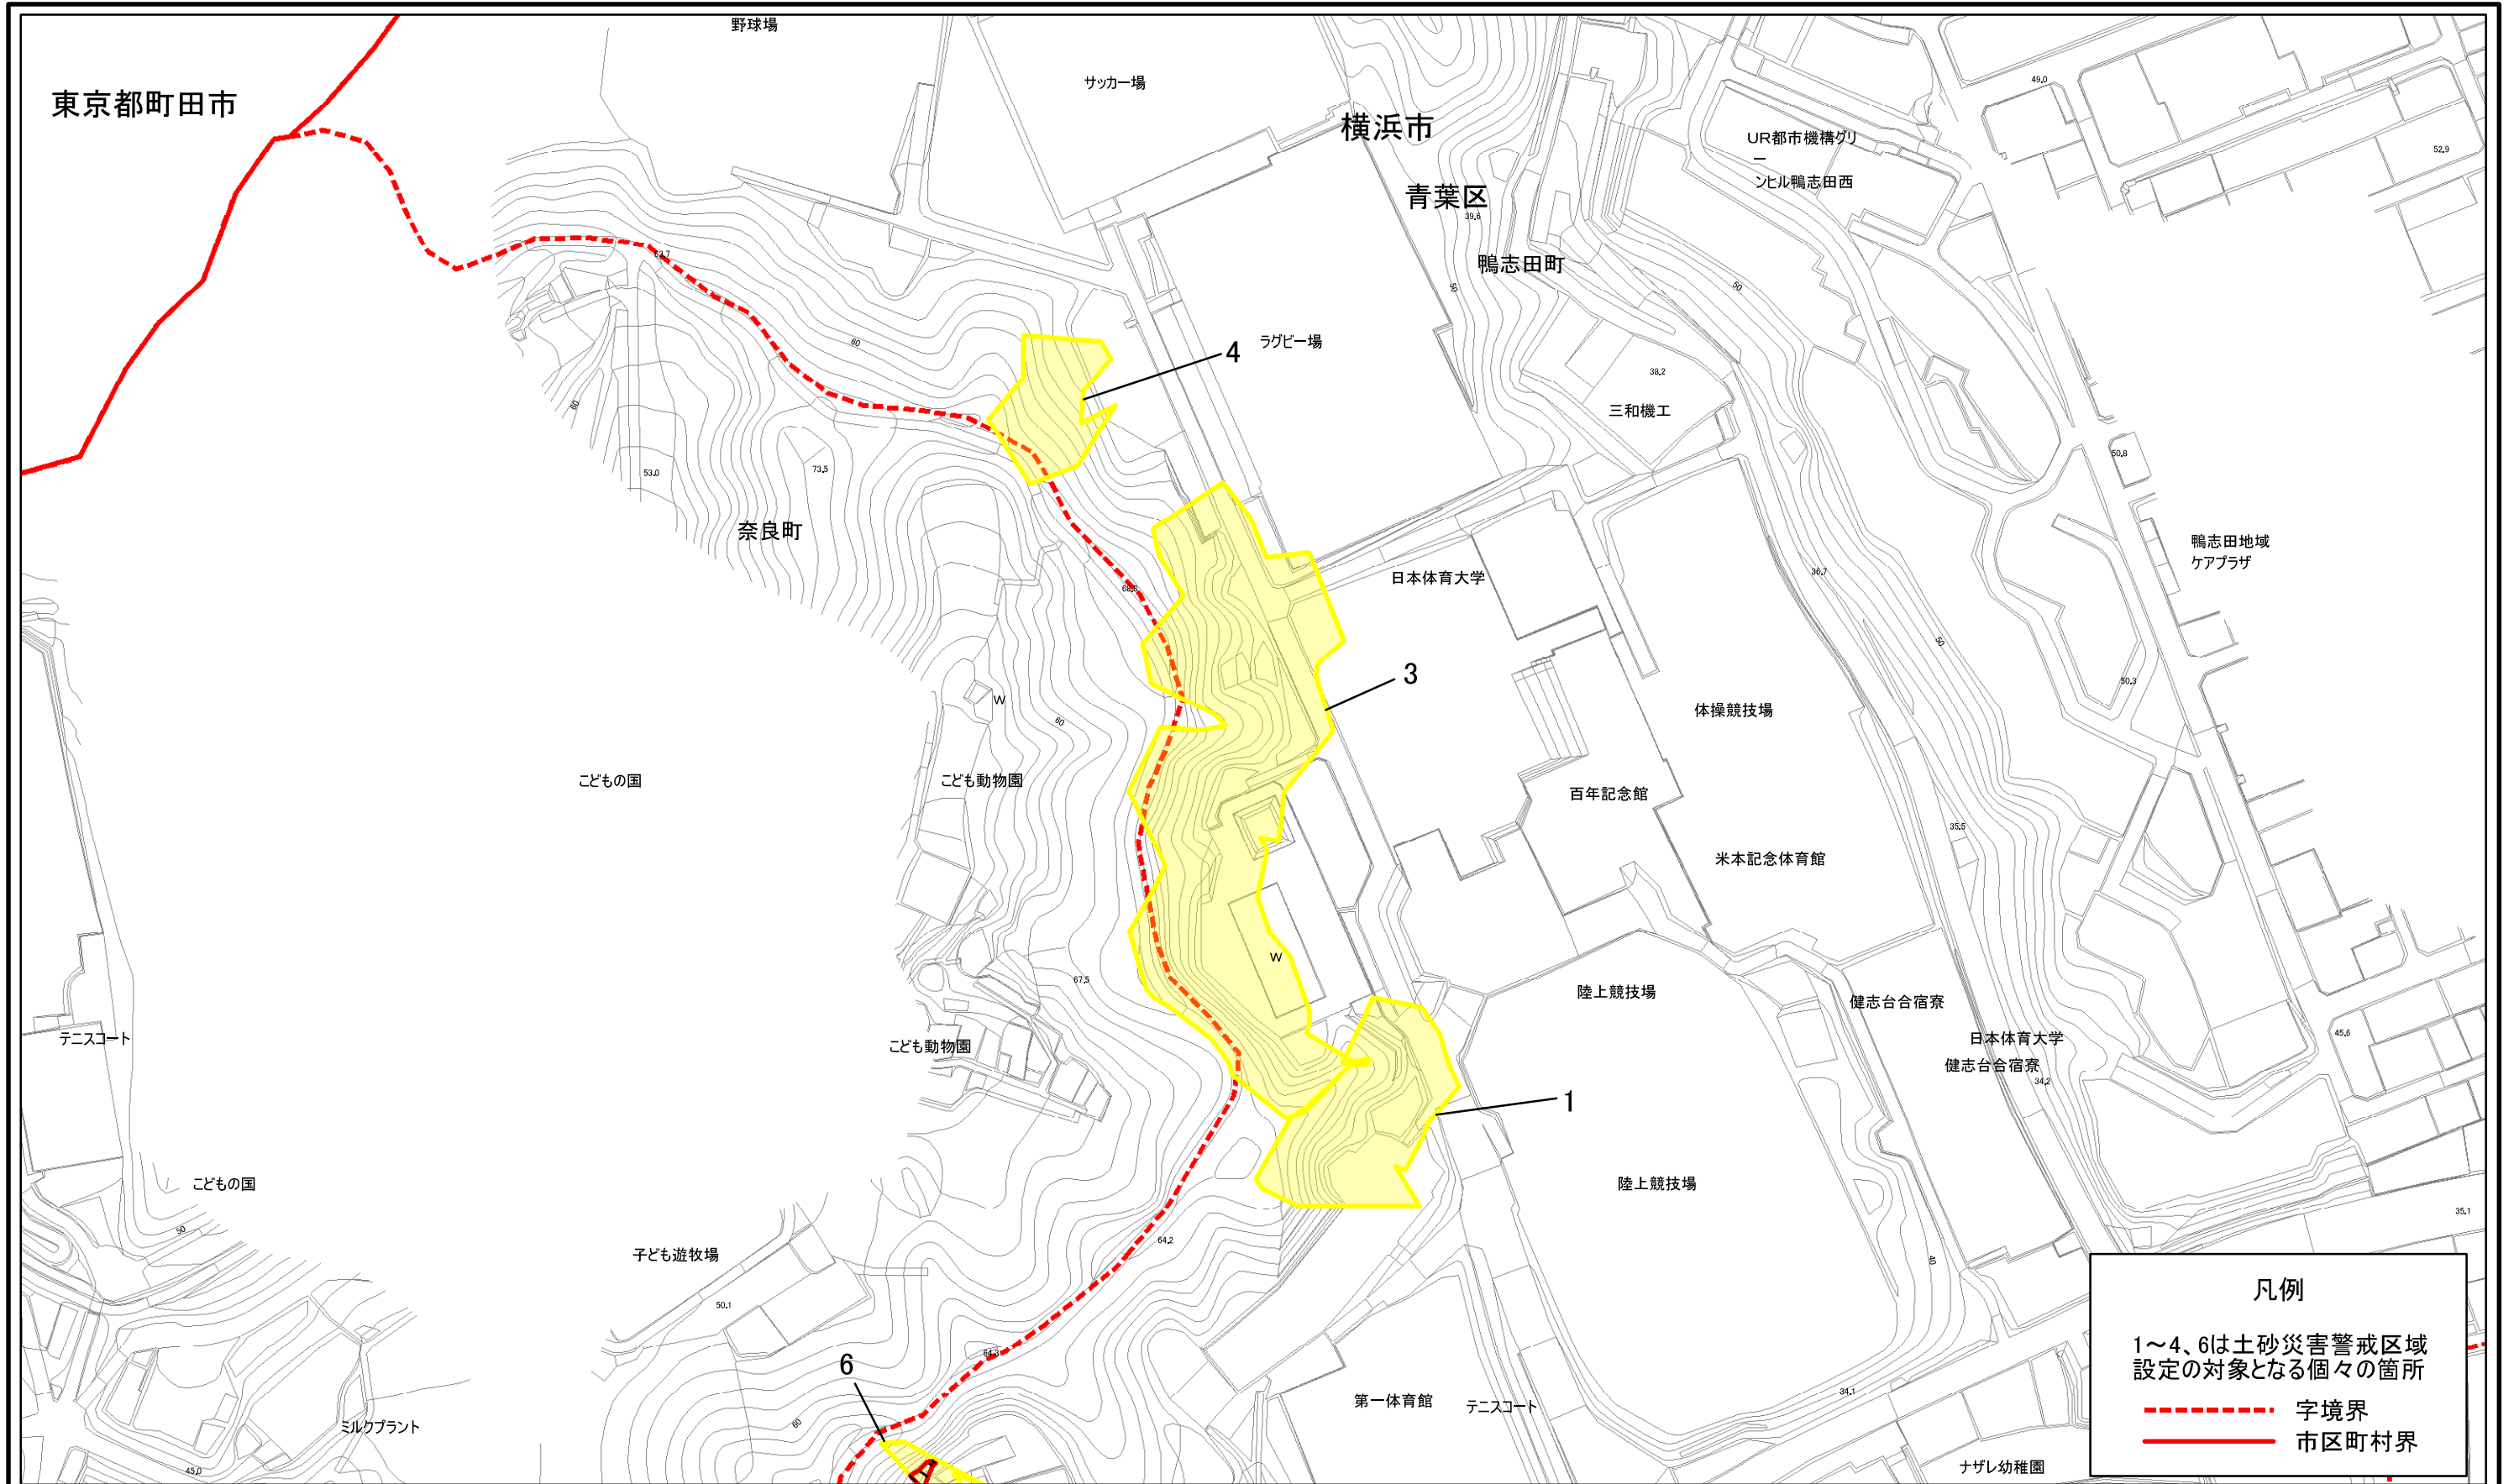 野球場
サッカー場
東京都町田市
横浜市
49.0
UR都市機構グリ
ー
ンヒル鴨志田西
52.9
青葉区
39.6
鴨志田町
63.7
50
50
60
4
ラグビー場
38.2
三和機工
60
53.0
73.5
50.8
奈良町
鴨志田地域
ケアプラザ
日本体育大学
36.7
50
3
50.3
W
60
体操競技場
こどもの国
こども動物園
百年記念館
35.5
米本記念体育館
W
67.5
陸上競技場
健志台合宿寮
テニスコート
こども動物園
日本体育大学
健志台合宿寮
45.6
34.2
1
こどもの国
陸上競技場
50
35.1
64.2
子ども遊牧場
40
50.1
凡例
1～4、6は土砂災害警戒区域
設定の対象となる個々の箇所
字境界
市区町村界
6
34.1
第一体育館
テニスコート
60
ミルクプラント
45.0
ナザレ幼稚園